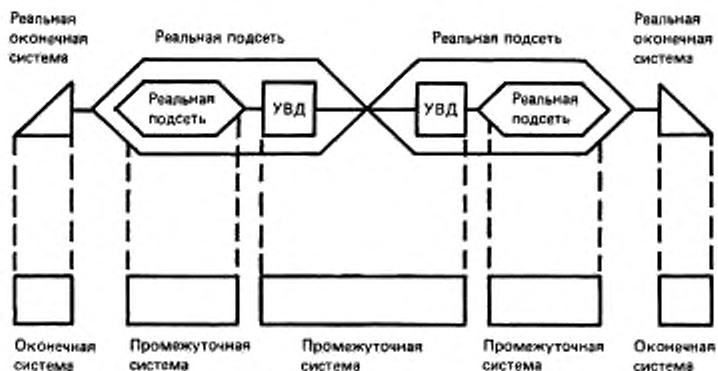 Реальная
оконечная
система
Реальная подсеть
Реальная подсеть
Реальная
оконечная
система
Реальная
подсеть
УВД
УВД
Реальная
подсеть
Оконечная
система
Промежуточная
система
Промежуточная
система
Промежуточная
система
Оконечная
система